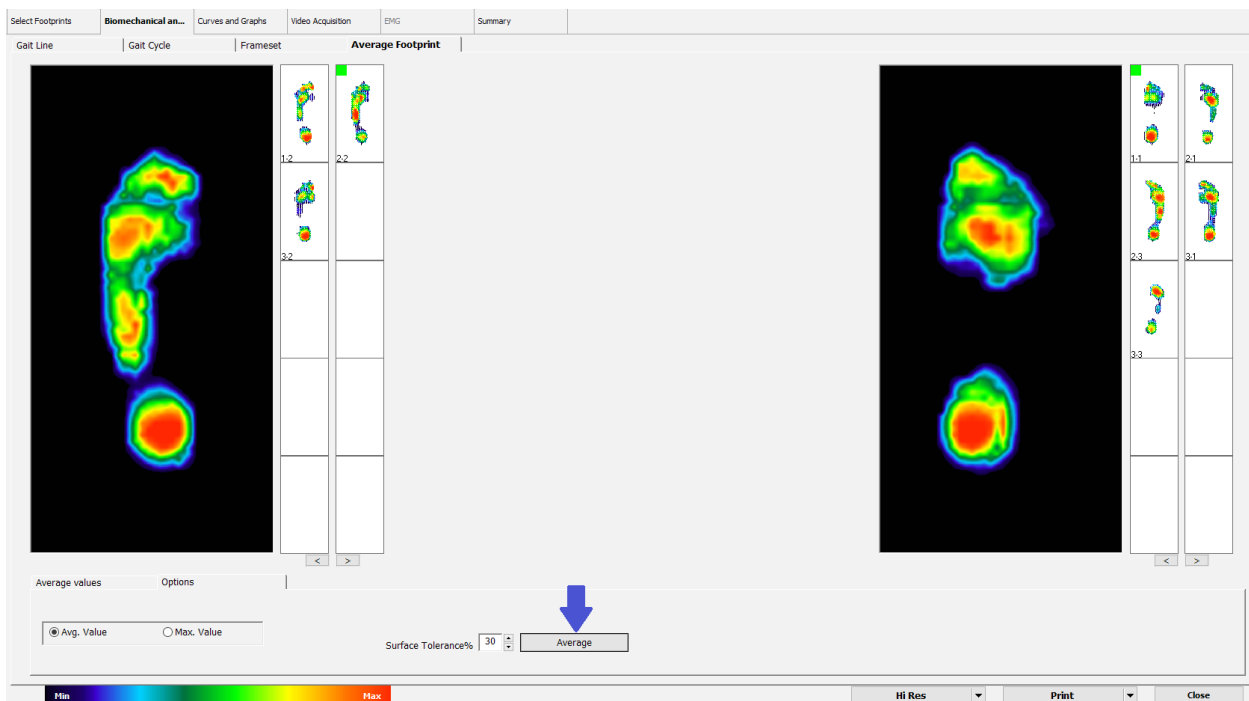 Select Footprints Biomechanical an... Curves and Graphs Video Acquisition EMG Summary
Gait Line Gait Cycle Frameset Average Footprint
1-2 2-2 1-1 2-1
3-2 2-3 3-1
3-3
< > < >
Average values Options
Avg. Value Max. Value
Surface Tolerance% 30 Average
Min Max Hi Res Print Close